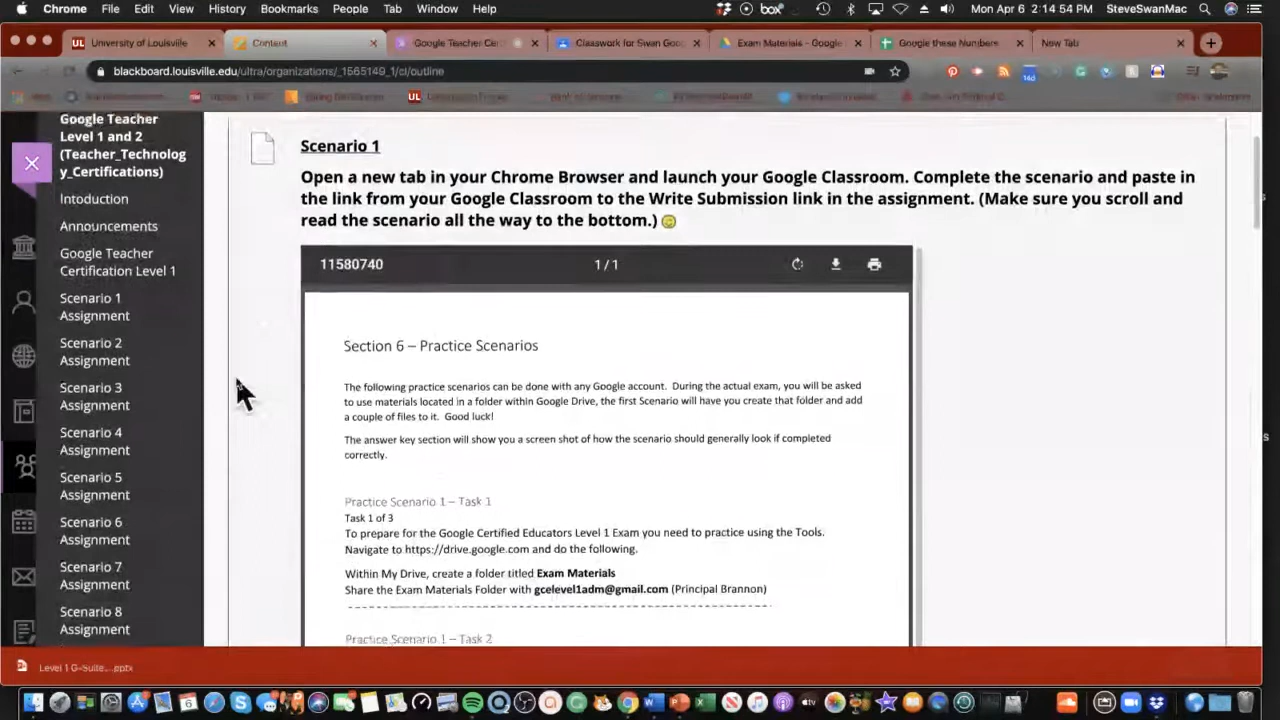 Chrome File Edit View History Bookmarks People Tab Window Help
box
Mon Apr 6 2:14:54 PM SteveSwanMac
University of Louisville
Content
Google Teacher Cer
Classwork for Swan Goo
Exam Materials - Google
Google these Numbers
New Tab
blackboard.louisville.edu/ultra/organizations/_1565149_1/cl/outline
14d
Google Teacher
Level 1 and 2
(Teacher_Technolog
y_Certifications)
Intoduction
Announcements
Google Teacher
Certification Level 1
Scenario 1
Assignment
Scenario 2
Assignment
Scenario 3
Assignment
Scenario 4
Assignment
Scenario 5
Assignment
Scenario 6
Assignment
Scenario 7
Assignment
Scenario 8
Assignment
Scenario 1
Open a new tab in your Chrome Browser and launch your Google Classroom. Complete the scenario and paste in
the link from your Google Classroom to the Write Submission link in the assignment. (Make sure you scroll and
read the scenario all the way to the bottom.)
11580740 1 / 1
Section 6 – Practice Scenarios
The following practice scenarios can be done with any Google account. During the actual exam, you will be asked
to use materials located in a folder within Google Drive, the first Scenario will have you create that folder and add
a couple of files to it. Good luck!
The answer key section will show you a screen shot of how the scenario should generally look if completed
correctly.
Practice Scenario 1 – Task 1
Task 1 of 3
To prepare for the Google Certified Educators Level 1 Exam you need to practice using the Tools.
Navigate to https://drive.google.com and do the following.
Within My Drive, create a folder titled Exam Materials
Share the Exam Materials Folder with gcelevel1adm@gmail.com (Principal Brannon)
Practice Scenario 1 – Task 2
Level 1 G-Suite....pptx